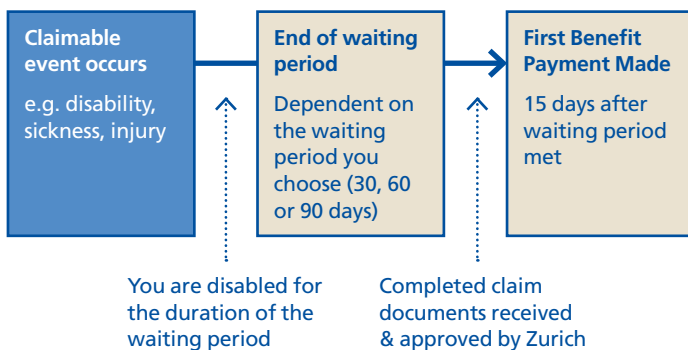 Claimable
event occurs
e.g. disability,
sickness, injury
End of waiting
period
Dependent on
the waiting
period you
choose (30, 60
or 90 days)
First Benefit
Payment Made
15 days after
waiting period
met
You are disabled for
the duration of the
waiting period
Completed claim
documents received
& approved by Zurich